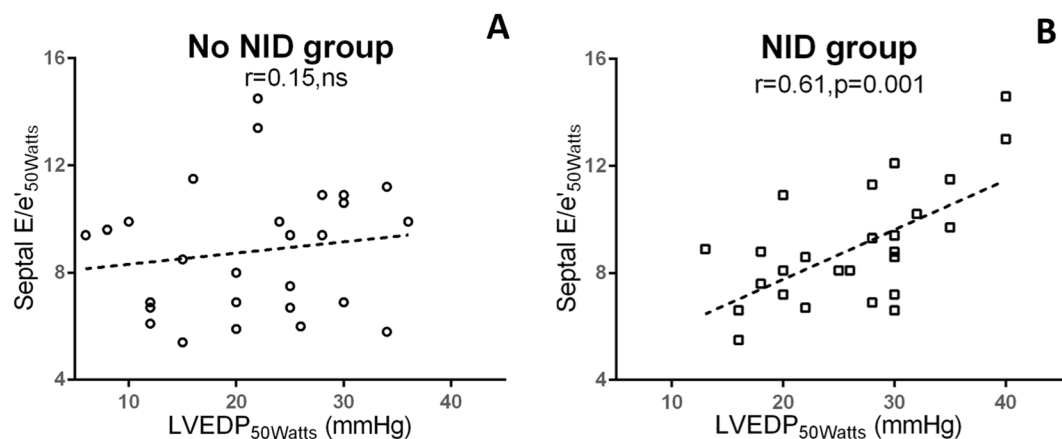 A
No NID group
r=0.15,ns
16
12
8
4
Septal E/e'50Watts
10 20 30 40
LVEDP50Watts (mmHg)
B
NID group
r=0.61,p=0.001
16
12
8
4
Septal E/e'50Watts
10 20 30 40
LVEDP50Watts (mmHg)